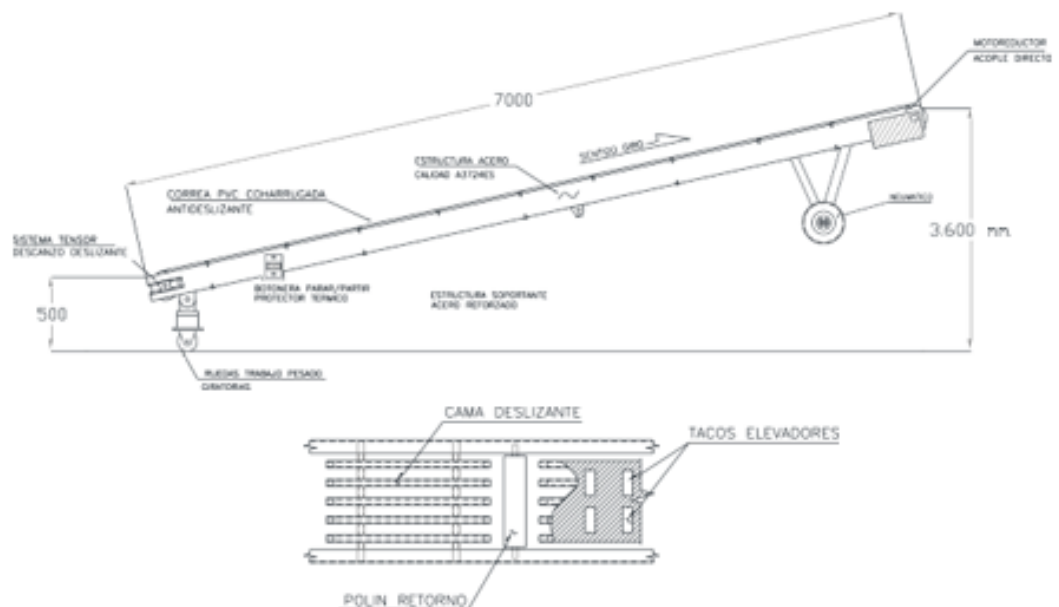 7000
MOTOREDUCTOR
ACOPLE DIRECTO
SENTIDO GIRO
ESTRUCTURA ACERO
CALIDAD A3724ES
CORREA PVC COHARRUGADA
ANTIDESLIZANTE
NEUMATICO
3.600 mm.
SISTEMA TENSOR
DESCANZO DESLIZANTE
BOTONERA PARAR/PARTIR
PROTECTOR TERMICO
ESTRUCTURA SOPORTANTE
ACERO REFORZADO
500
RUEDAS TRABAJO PESADO
GIRATORIAS
CAMA DESLIZANTE
TACOS ELEVADORES
POLIN RETORNO